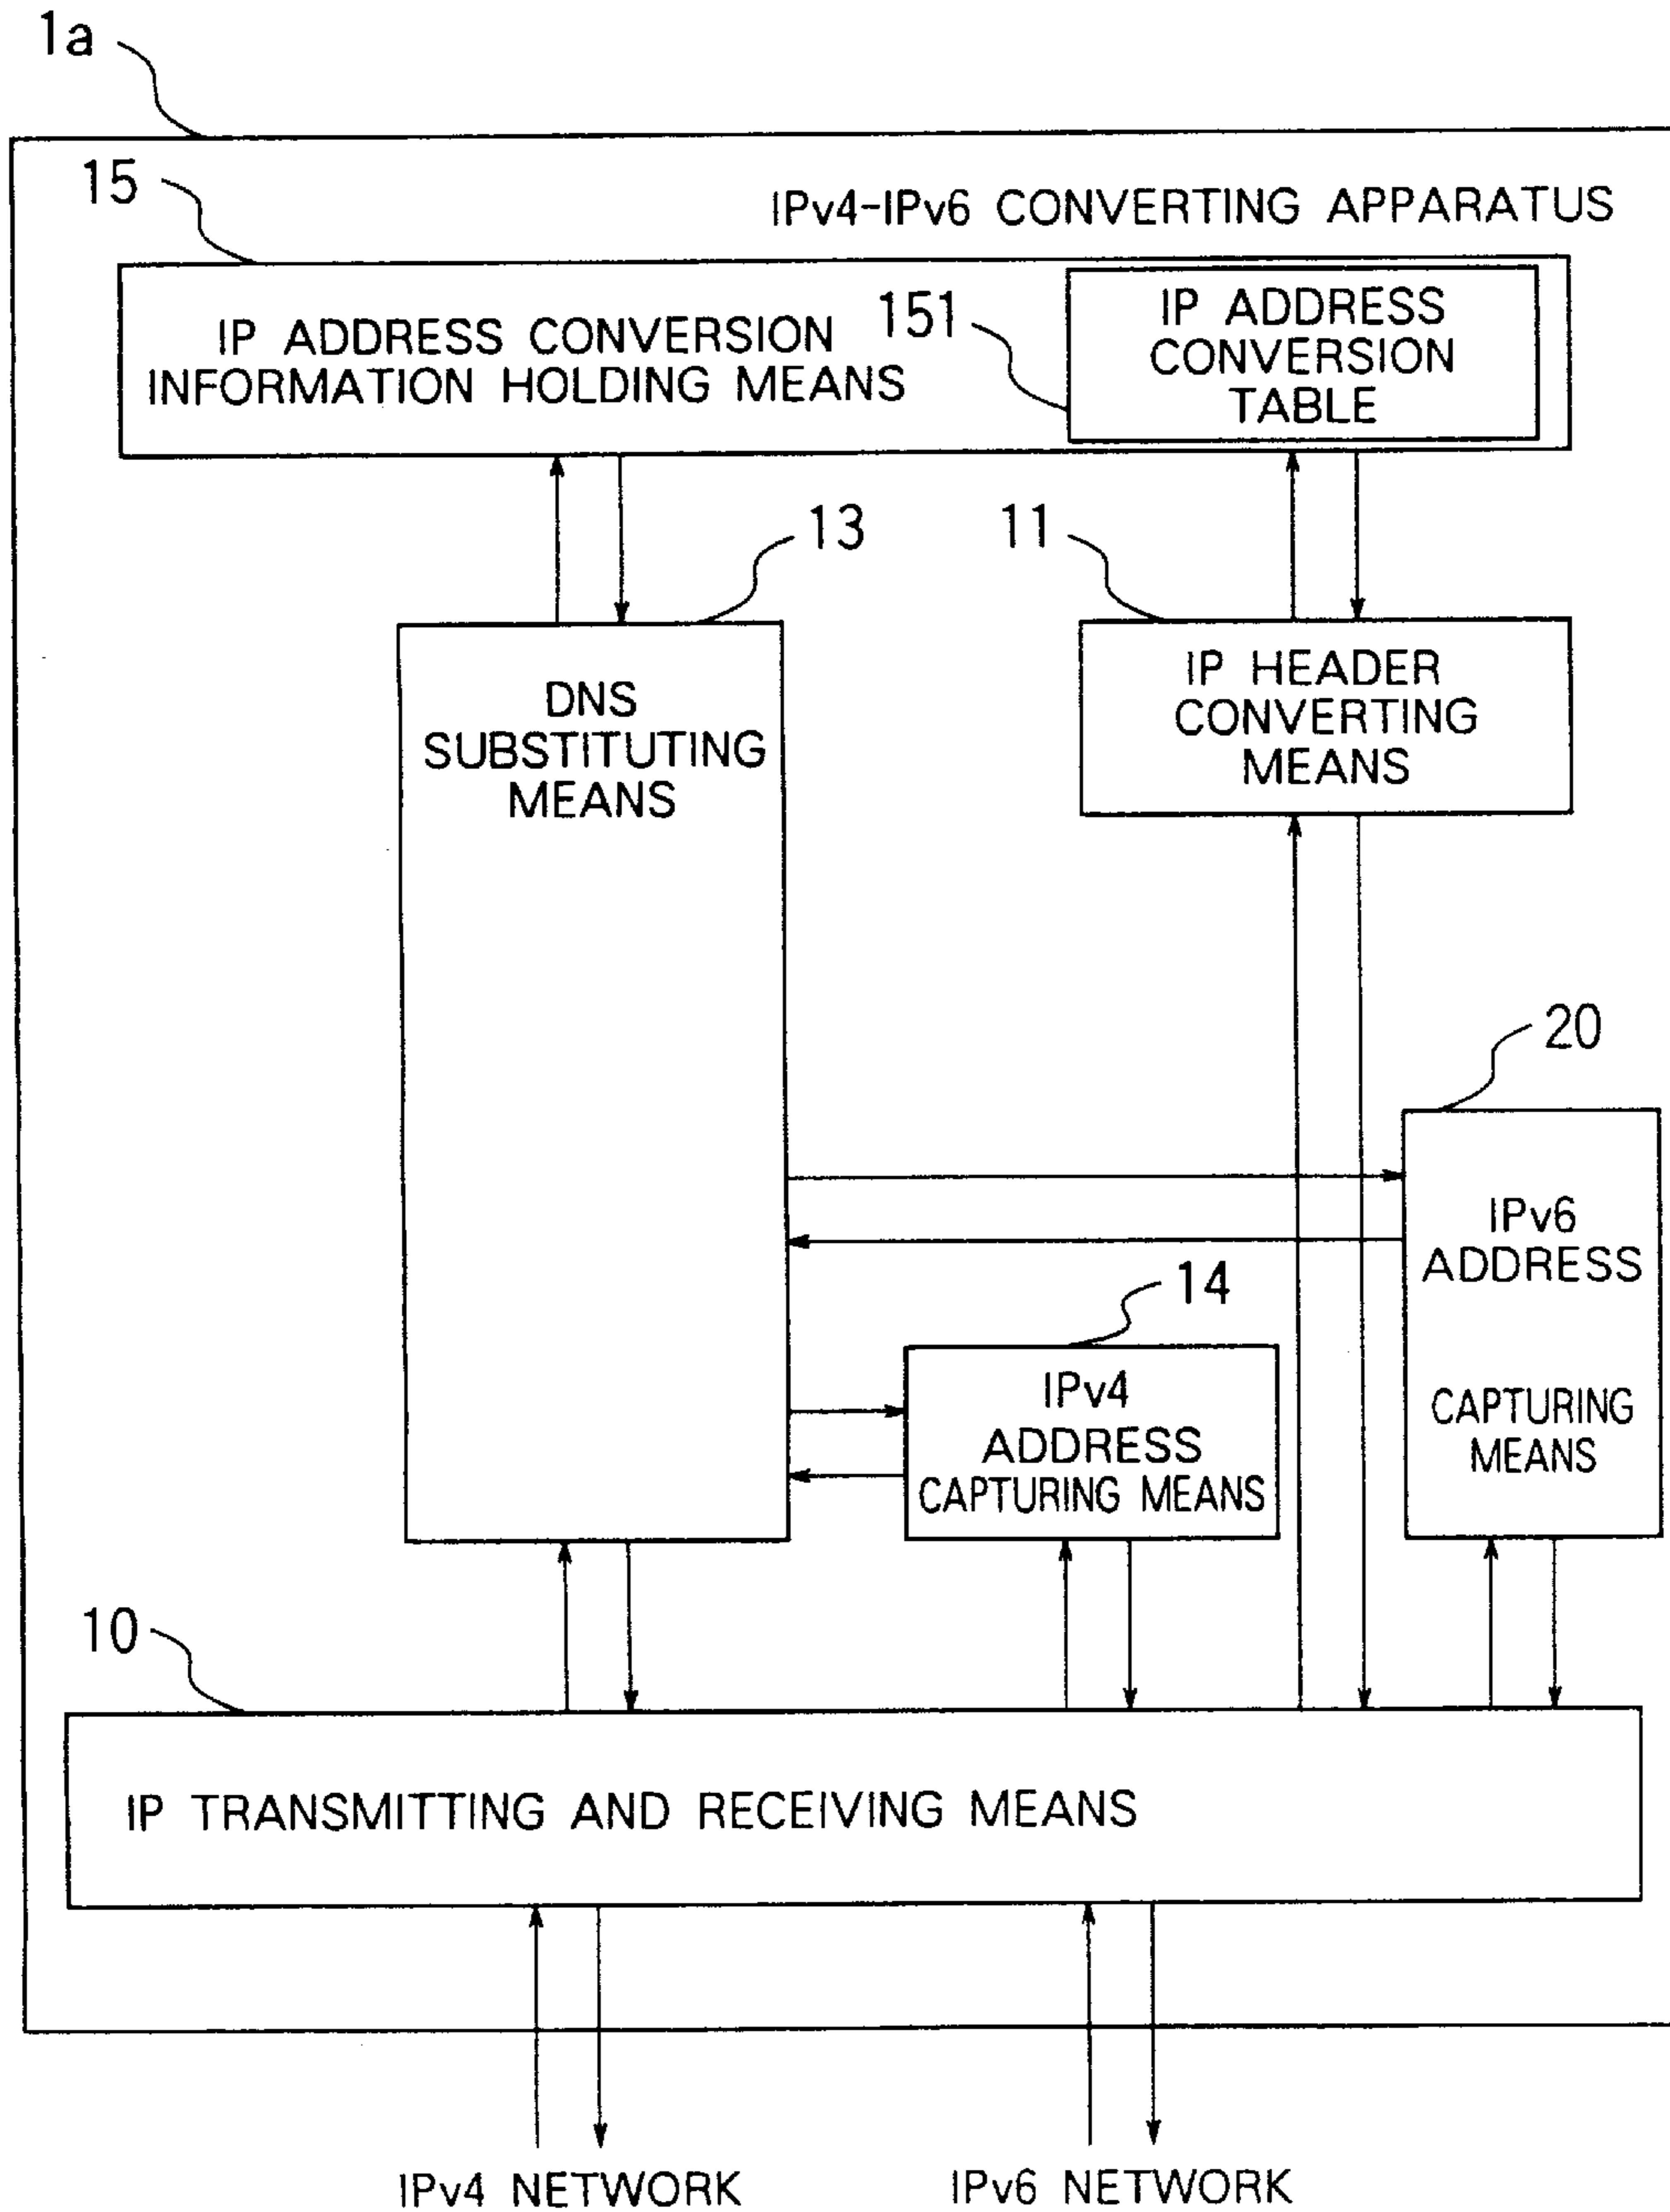 1a
15
IPv4-IPv6 CONVERTING APPARATUS
IP ADDRESS CONVERSION
INFORMATION HOLDING MEANS
151
IP ADDRESS
CONVERSION
TABLE
13
11
DNS
SUBSTITUTING
MEANS
IP HEADER
CONVERTING
MEANS
20
IPv6
ADDRESS
CAPTURING
MEANS
14
IPv4
ADDRESS
CAPTURING MEANS
10
IP TRANSMITTING AND RECEIVING MEANS
IPv4 NETWORK
IPv6 NETWORK